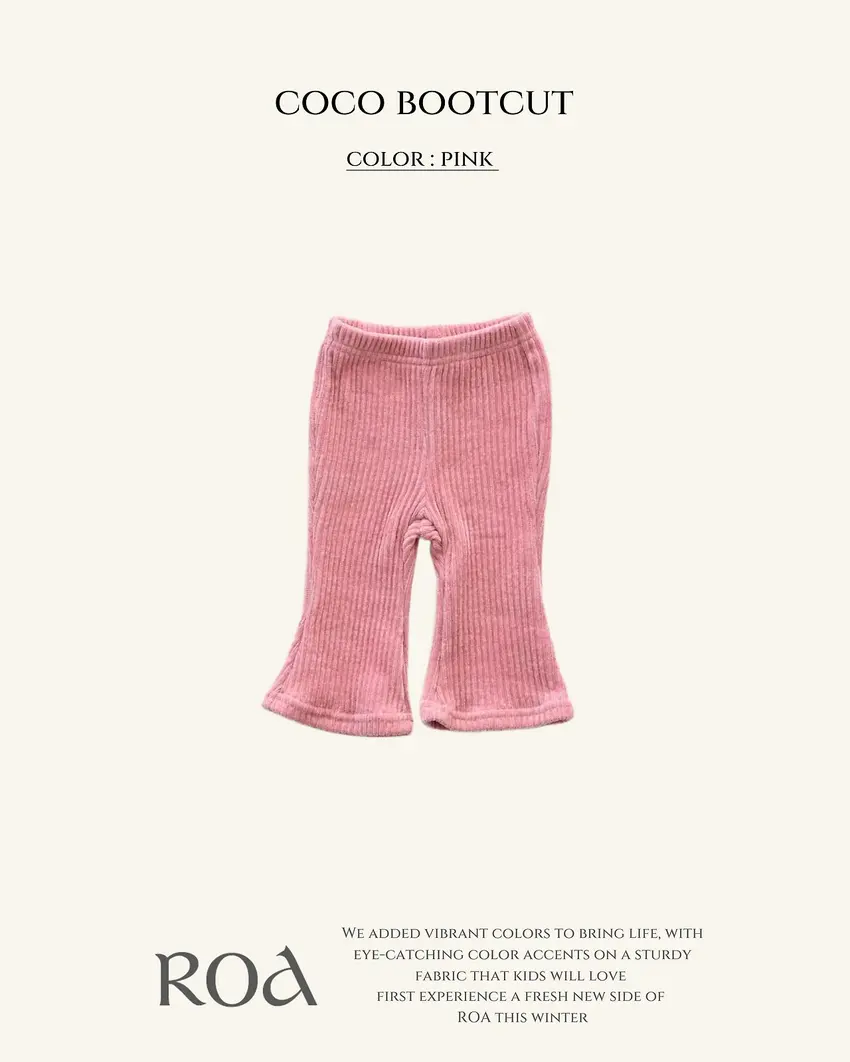 COCO BOOTCUT
COLOR : PINK
ROA
WE ADDED VIBRANT COLORS TO BRING LIFE, WITH
EYE-CATCHING COLOR ACCENTS ON A STURDY
FABRIC THAT KIDS WILL LOVE
FIRST EXPERIENCE A FRESH NEW SIDE OF
ROA THIS WINTER